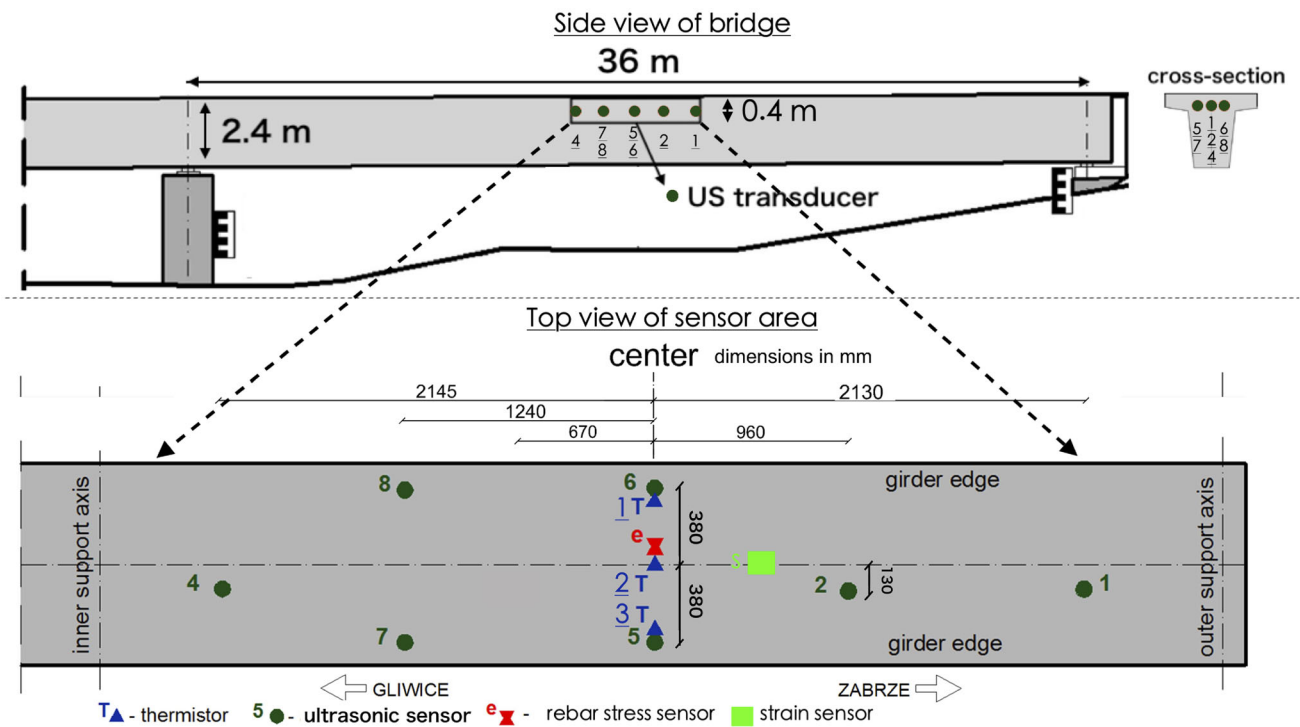 Side view of bridge
36 m
cross-section
2.4 m
0.4 m
4 7 5 2 1
8 6
5 1 6
7 2 8
4
US transducer
Top view of sensor area
center dimensions in mm
2145 2130
1240
670 960
8 6 girder edge
1 T
380
e
inner support axis
outer support axis
4
2 T
2
130
1
3 T
380
7 5 girder edge
GLIWICE ZABRZE
T - thermistor 5 - ultrasonic sensor e - rebar stress sensor strain sensor